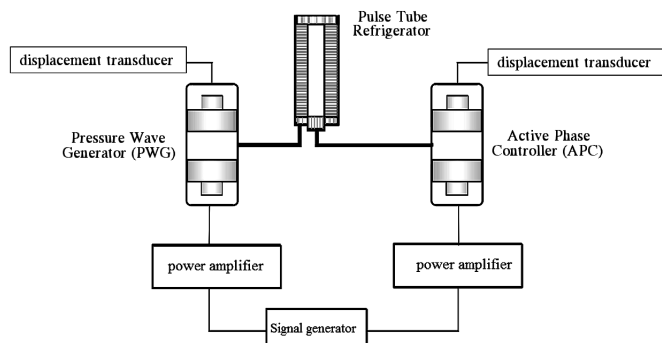 Pulse Tube
Refrigerator
displacement transducer
displacement transducer
Pressure Wave
Generator (PWG)
Active Phase
Controller (APC)
power amplifier
power amplifier
Signal generator